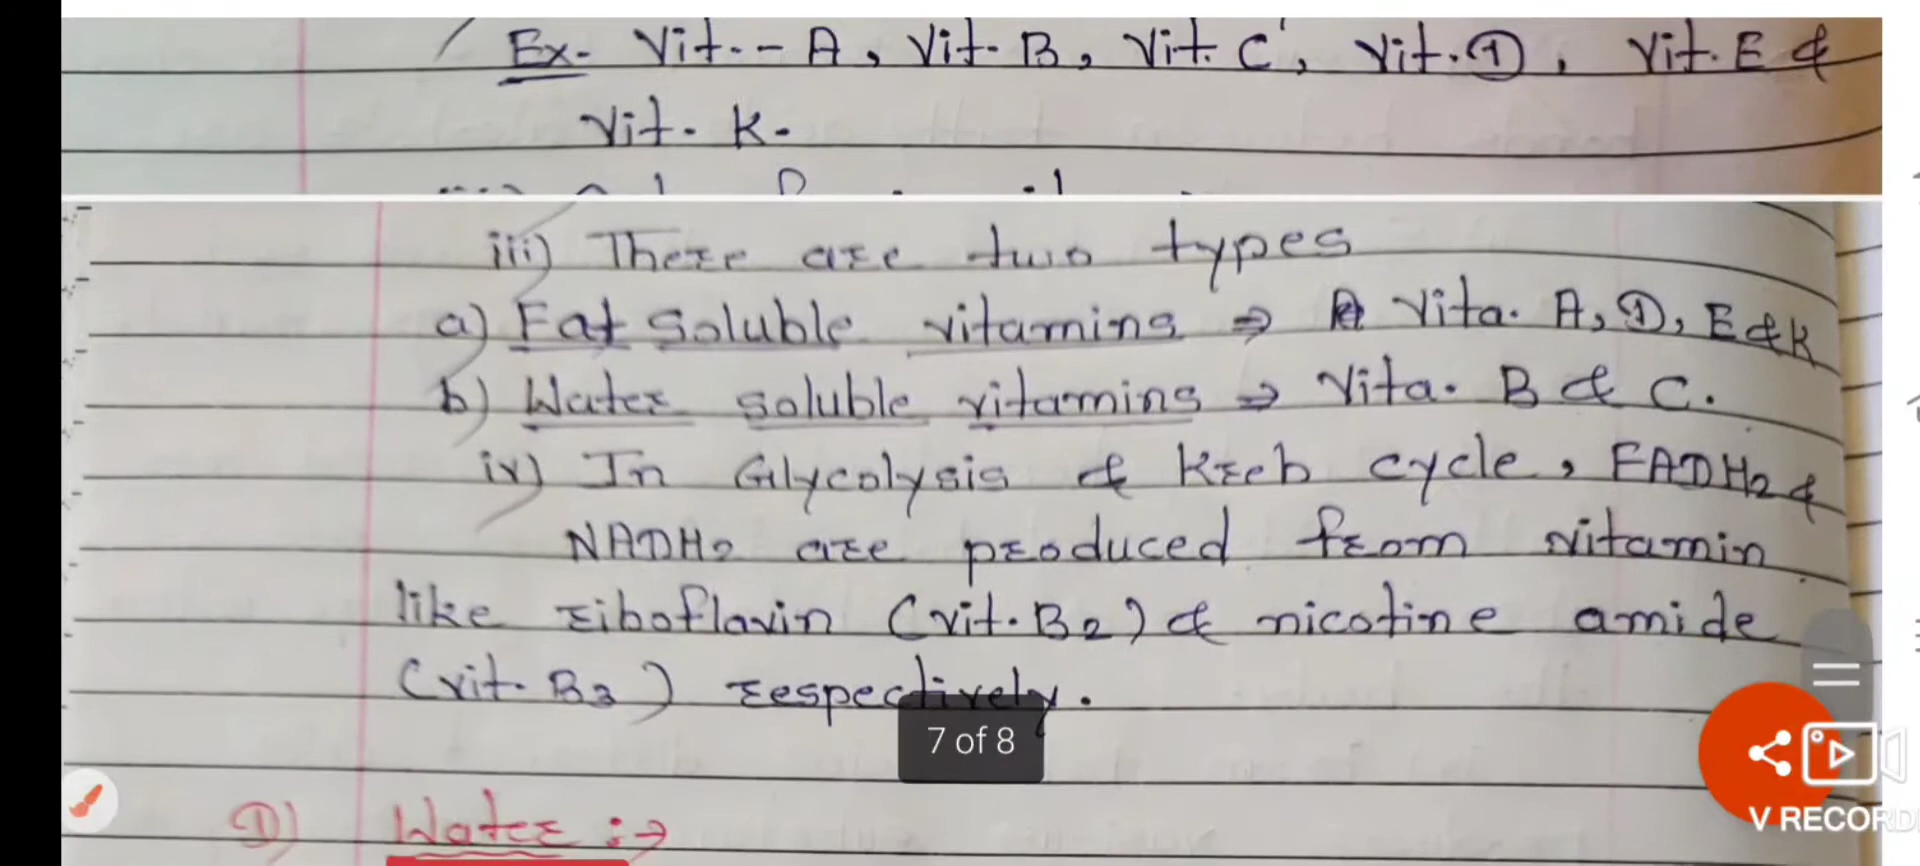 Ex- Vit.- A, Vit- B, Vit. C, Vit. D, Vit. E &
Vit. K.
iii) There are two types
a) Fat soluble vitamins ⇒ Vita. A, D, E & K
b) Water soluble vitamins ⇒ Vita. B & C.
iv) In Glycolysis & Kreb cycle, FADH2 &
NADH2 are produced from vitamin
like riboflavin (vit. B2) & nicotine amide
(vit. B3) respectively.
7 of 8
D) Water :→
V RECORD